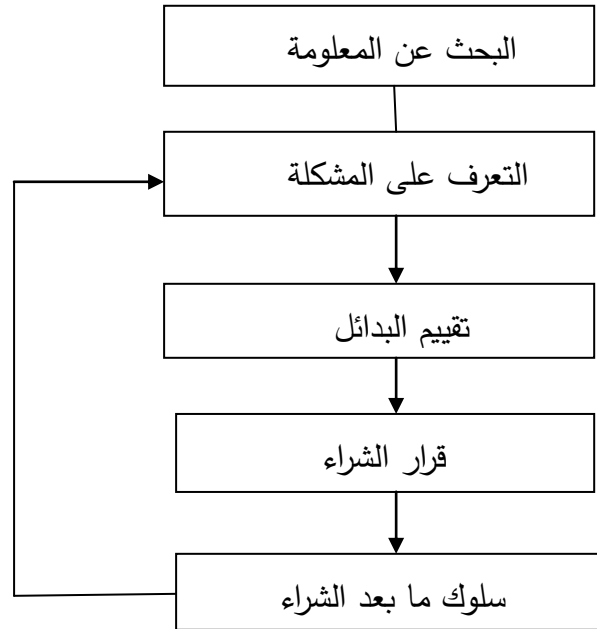 البحث عن المعلومة
التعرف على المشكلة
تقييم البدائل
قرار الشراء
سلوك ما بعد الشراء